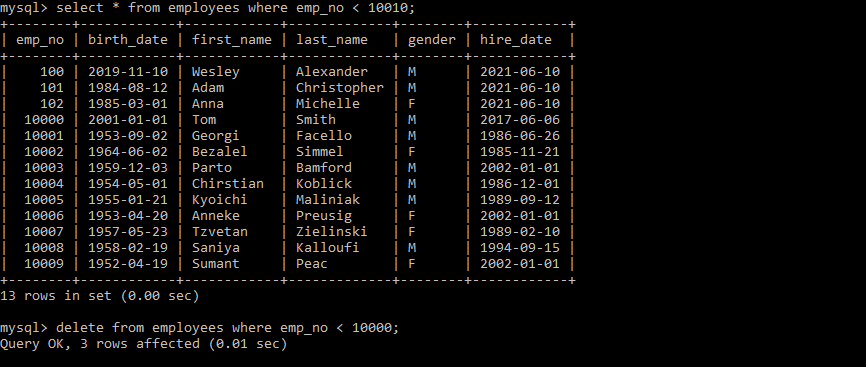 mysql> select * from employees where emp_no < 10010;
+--------+------------+------------+-------------+--------+------------+
| emp_no | birth_date | first_name | last_name   | gender | hire_date  |
+--------+------------+------------+-------------+--------+------------+
|    100 | 2019-11-10 | Wesley     | Alexander   | M      | 2021-06-10 |
|    101 | 1984-08-12 | Adam       | Christopher | M      | 2021-06-10 |
|    102 | 1985-03-01 | Anna       | Michelle    | F      | 2021-06-10 |
|  10000 | 2001-01-01 | Tom        | Smith       | M      | 2017-06-06 |
|  10001 | 1953-09-02 | Georgi     | Facello     | M      | 1986-06-26 |
|  10002 | 1964-06-02 | Bezalel    | Simmel      | F      | 1985-11-21 |
|  10003 | 1959-12-03 | Parto      | Bamford     | M      | 2002-01-01 |
|  10004 | 1954-05-01 | Chirstian  | Koblick     | M      | 1986-12-01 |
|  10005 | 1955-01-21 | Kyoichi    | Maliniak    | M      | 1989-09-12 |
|  10006 | 1953-04-20 | Anneke     | Preusig     | F      | 2002-01-01 |
|  10007 | 1957-05-23 | Tzvetan    | Zielinski   | F      | 1989-02-10 |
|  10008 | 1958-02-19 | Saniya     | Kalloufi    | M      | 1994-09-15 |
|  10009 | 1952-04-19 | Sumant     | Peac        | F      | 2002-01-01 |
+--------+------------+------------+-------------+--------+------------+
13 rows in set (0.00 sec)
mysql> delete from employees where emp_no < 10000;
Query OK, 3 rows affected (0.01 sec)